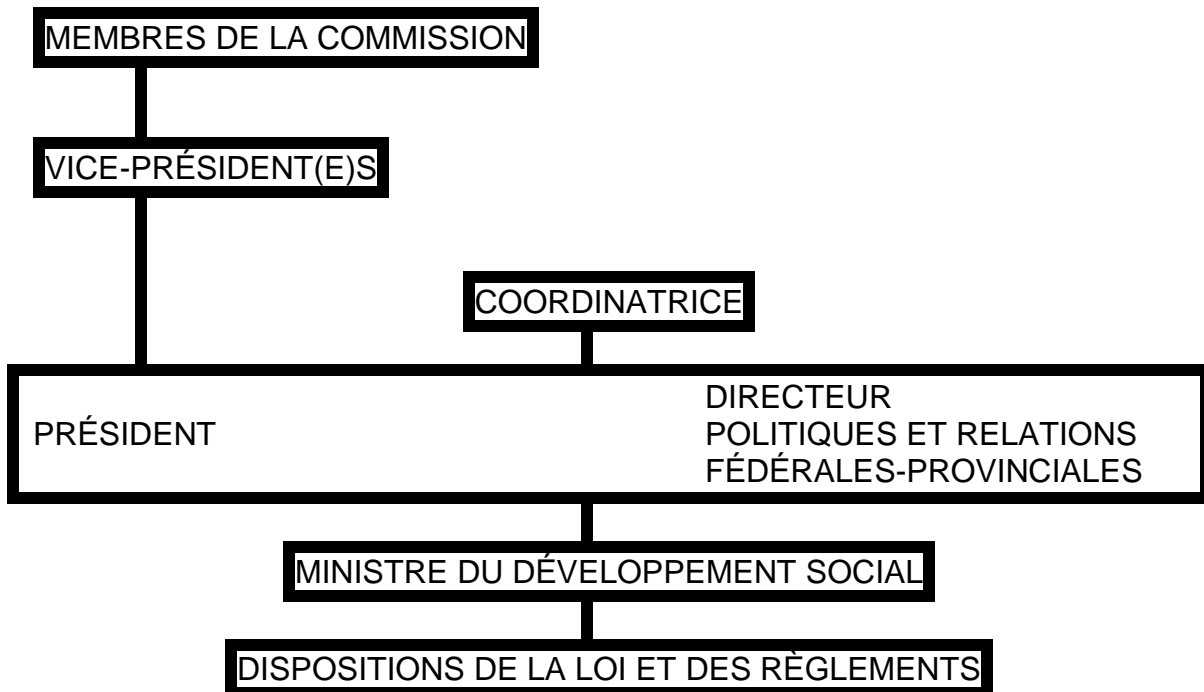 MEMBRES DE LA COMMISSION
VICE-PRÉSIDENT(E)S
COORDINATRICE
PRÉSIDENT
DIRECTEUR
POLITIQUES ET RELATIONS
FÉDÉRALES-PROVINCIALES
MINISTRE DU DÉVELOPPEMENT SOCIAL
DISPOSITIONS DE LA LOI ET DES RÈGLEMENTS